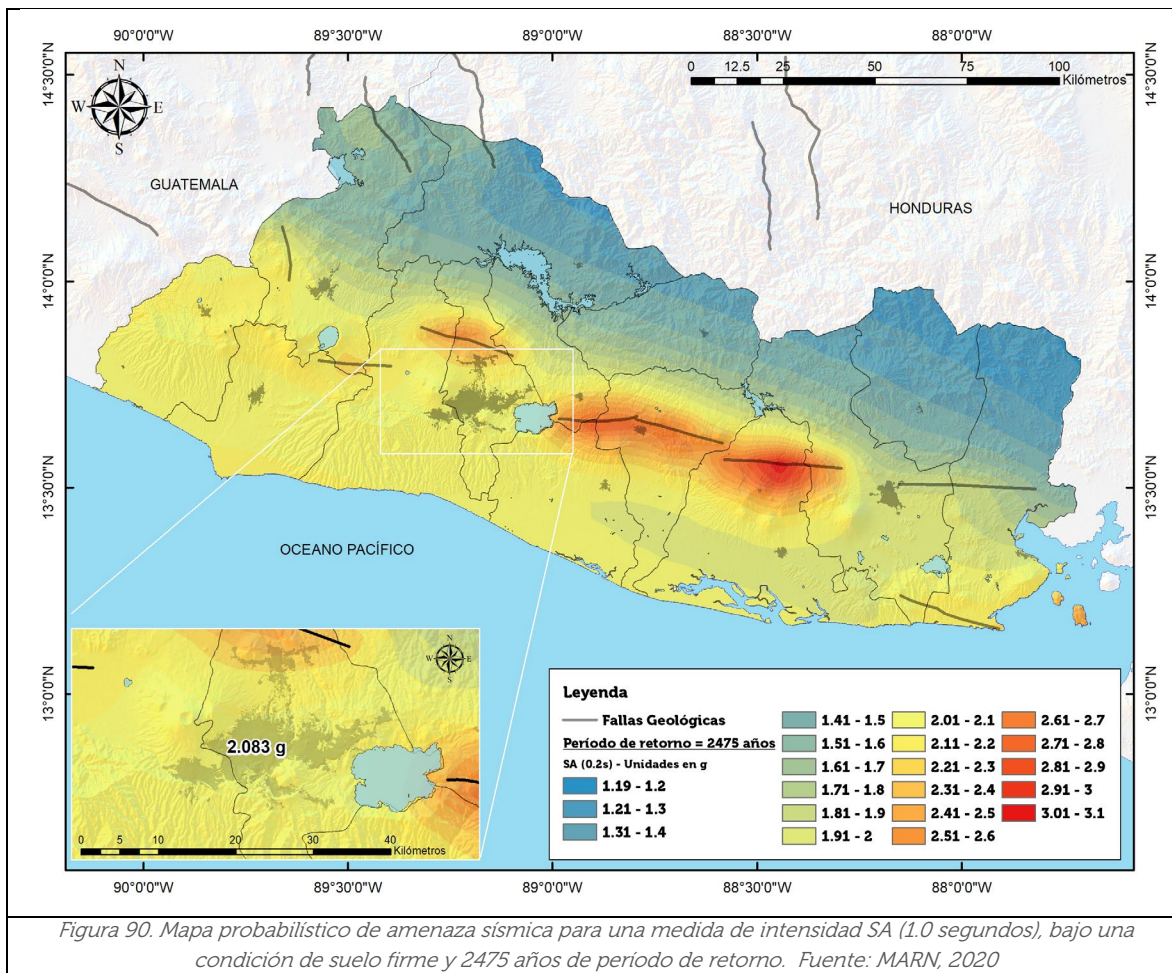 90°0'0"W 89°30'0"W 89°0'0"W 88°30'0"W 88°0'0"W
14°30'0"N 14°30'0"N
N
W E
S
0 12.5 25 50 75 100
Kilómetros
GUATEMALA
HONDURAS
14°0'0"N 14°0'0"N
13°30'0"N 13°30'0"N
OCEANO PACÍFICO
13°0'0"N 13°0'0"N
N
W E
S
2.083 g
0 5 10 20 30 40
Kilómetros
Leyenda
Fallas Geológicas
Período de retorno = 2475 años
SA (0.2s) - Unidades en g
1.19 - 1.2
1.21 - 1.3
1.31 - 1.4
1.41 - 1.5
1.51 - 1.6
1.61 - 1.7
1.71 - 1.8
1.81 - 1.9
1.91 - 2
2.01 - 2.1
2.11 - 2.2
2.21 - 2.3
2.31 - 2.4
2.41 - 2.5
2.51 - 2.6
2.61 - 2.7
2.71 - 2.8
2.81 - 2.9
2.91 - 3
3.01 - 3.1
90°0'0"W 89°30'0"W 89°0'0"W 88°30'0"W 88°0'0"W
Figura 90. Mapa probabilístico de amenaza sísmica para una medida de intensidad SA (1.0 segundos), bajo una
condición de suelo firme y 2475 años de período de retorno. Fuente: MARN, 2020